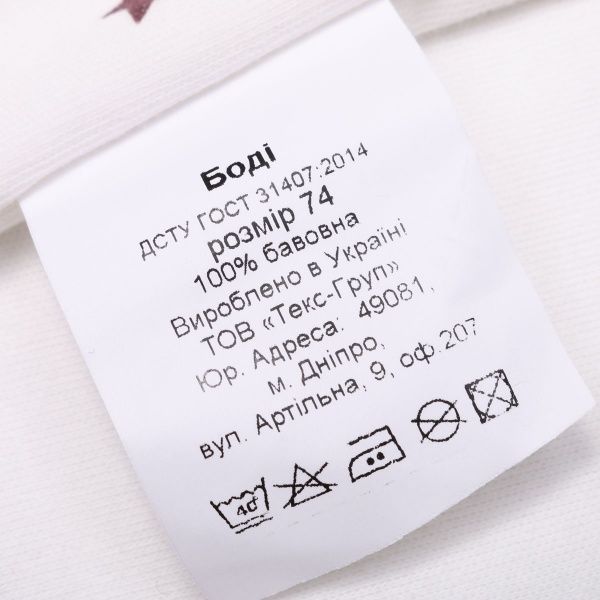 Боді
ДСТУ ГОСТ 31407:2014
розмір 74
100% бавовна
Вироблено в Україні
ТОВ «Текс-Груп»
Юр. Адреса: 49081,
м. Дніпро,
вул. Артільна, 9, оф.207
40°